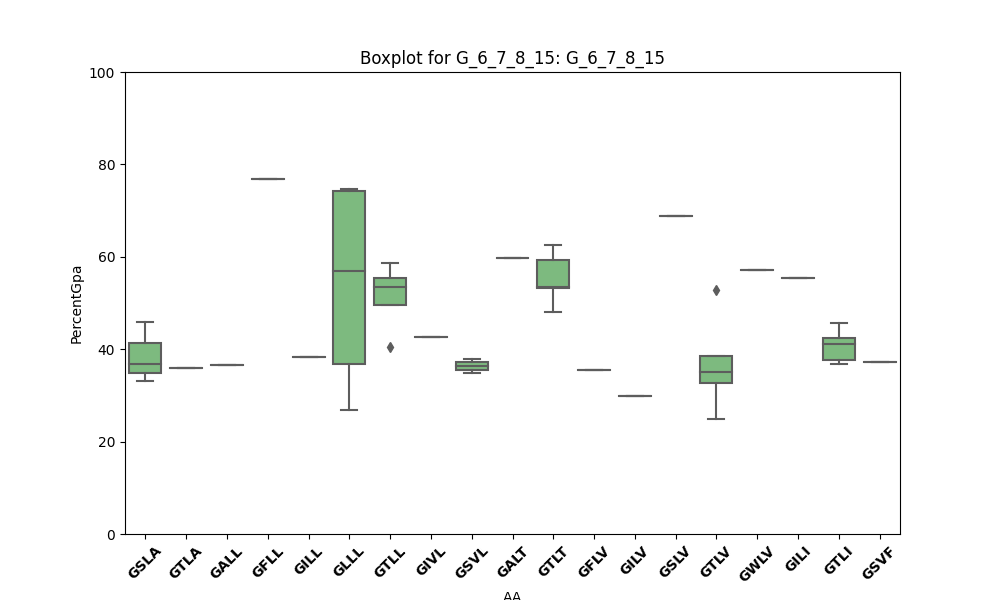 Boxplot for G_6_7_8_15: G_6_7_8_15
100
80
60
40
20
0
PercentGpa
GSLA GTLA GALL GFLL GILL GLLL GTLL GIVL GSVL GALT GTLT GFLV GILV GSLV GTLV GWLV GILI GTLI GSVF
AA